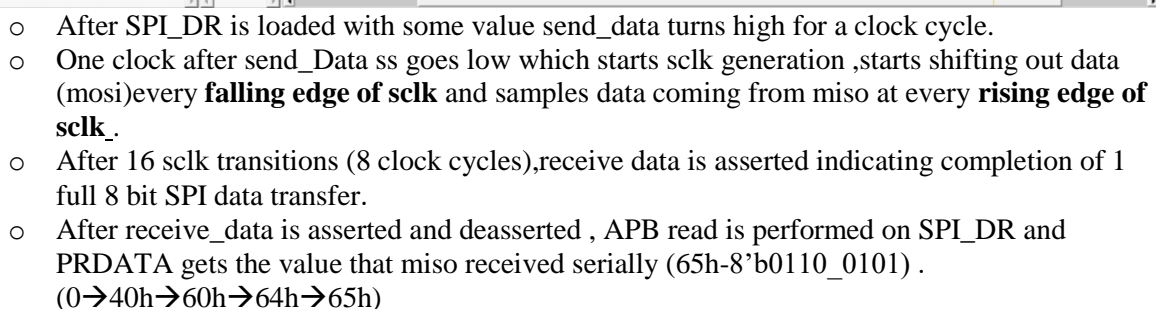 o After SPI_DR is loaded with some value send_data turns high for a clock cycle.
o One clock after send_Data ss goes low which starts sclk generation ,starts shifting out data
(mosi)every falling edge of sclk and samples data coming from miso at every rising edge of
sclk .
o After 16 sclk transitions (8 clock cycles),receive data is asserted indicating completion of 1
full 8 bit SPI data transfer.
o After receive_data is asserted and deasserted , APB read is performed on SPI_DR and
PRDATA gets the value that miso received serially (65h-8’b0110_0101) .
(0→40h→60h→64h→65h)